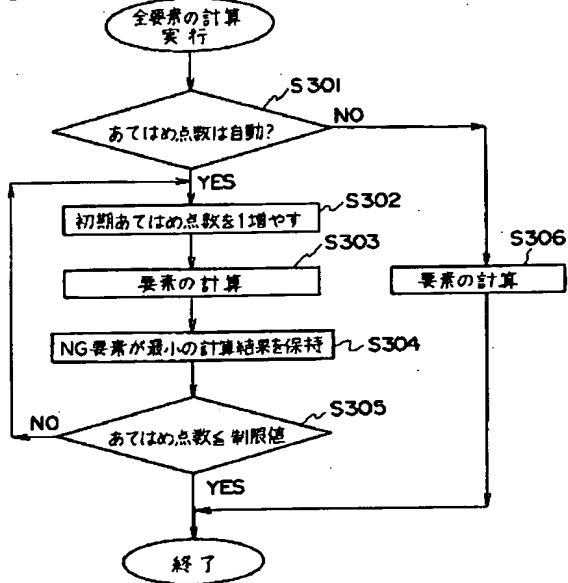 全要素の計算
実行
S301
あてはめ点数は自動?
NO
YES
初期あてはめ点数を1増やす
S302
S303
要素の計算
S306
要素の計算
NG要素が最小の計算結果を保持
S304
S305
あてはめ点数≦制限値
NO
YES
終了